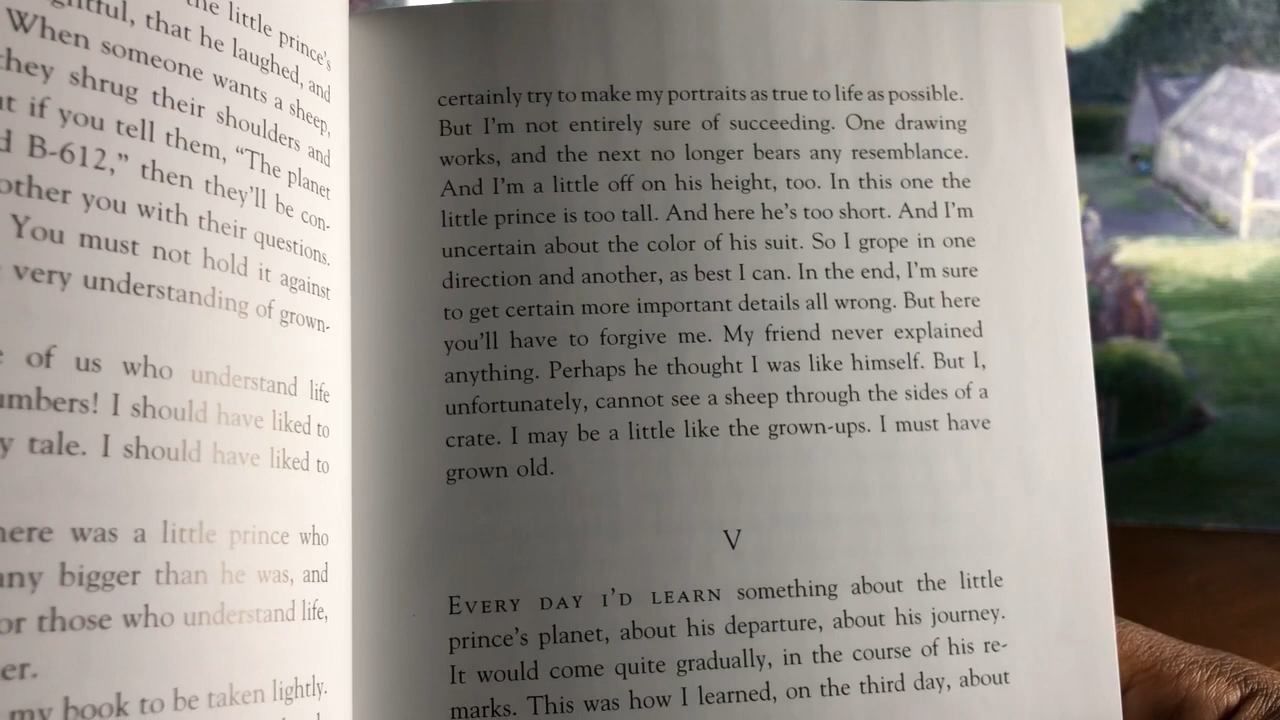 the little prince's
that he laughed, and
When someone wants a sheep,
they shrug their shoulders and
if you tell them, “The planet
B-612,” then they'll be con-
you with their questions.
You must not hold it against
very understanding of grown-
of us who understand life
I should have liked to
tale. I should have liked to
was a little prince who
bigger than he was, and
those who understand life,
my book to be taken lightly.
certainly try to make my portraits as true to life as possible.
But I'm not entirely sure of succeeding. One drawing
works, and the next no longer bears any resemblance.
And I'm a little off on his height, too. In this one the
little prince is too tall. And here he's too short. And I'm
uncertain about the color of his suit. So I grope in one
direction and another, as best I can. In the end, I'm sure
to get certain more important details all wrong. But here
you'll have to forgive me. My friend never explained
anything. Perhaps he thought I was like himself. But I,
unfortunately, cannot see a sheep through the sides of a
crate. I may be a little like the grown-ups. I must have
grown old.
V
EVERY DAY I'D LEARN something about the little
prince's planet, about his departure, about his journey.
It would come quite gradually, in the course of his re-
marks. This was how I learned, on the third day, about